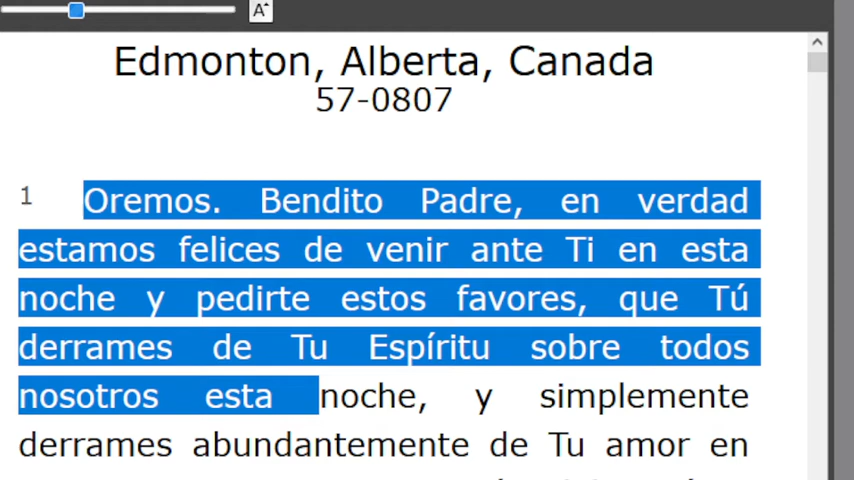 A
Edmonton, Alberta, Canada
57-0807
1 Oremos. Bendito Padre, en verdad
estamos felices de venir ante Ti en esta
noche y pedirte estos favores, que Tú
derrames de Tu Espíritu sobre todos
nosotros esta noche, y simplemente
derrames abundantemente de Tu amor en